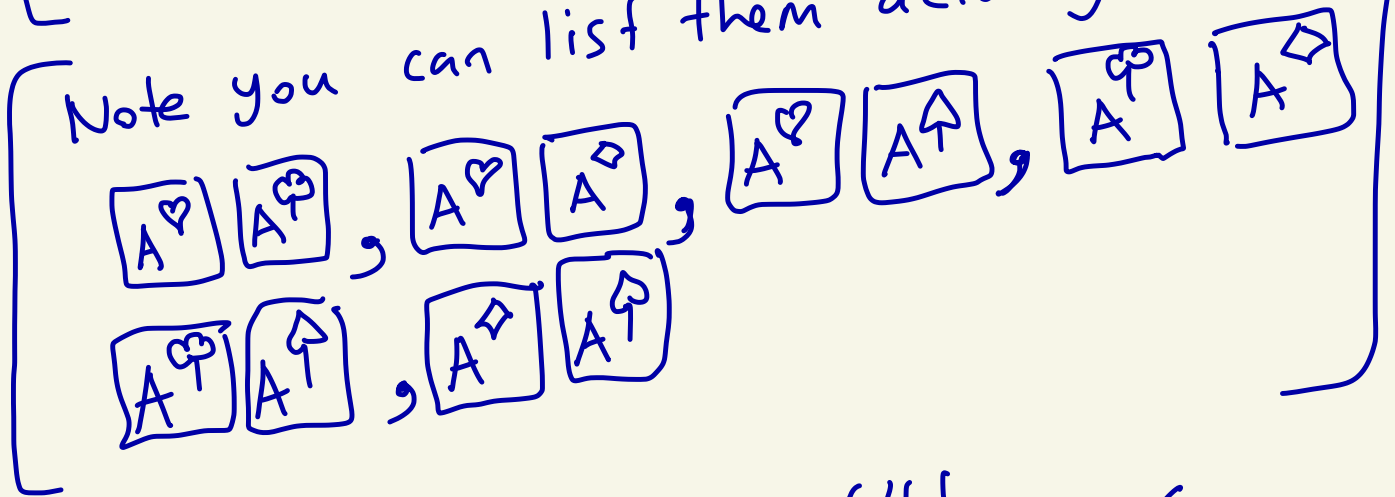 Note you can list them
A♡ A♧ , A♡ A♢ , A♡ A♤ , A♧ A♢
A♧ A♤ , A♢ A♤